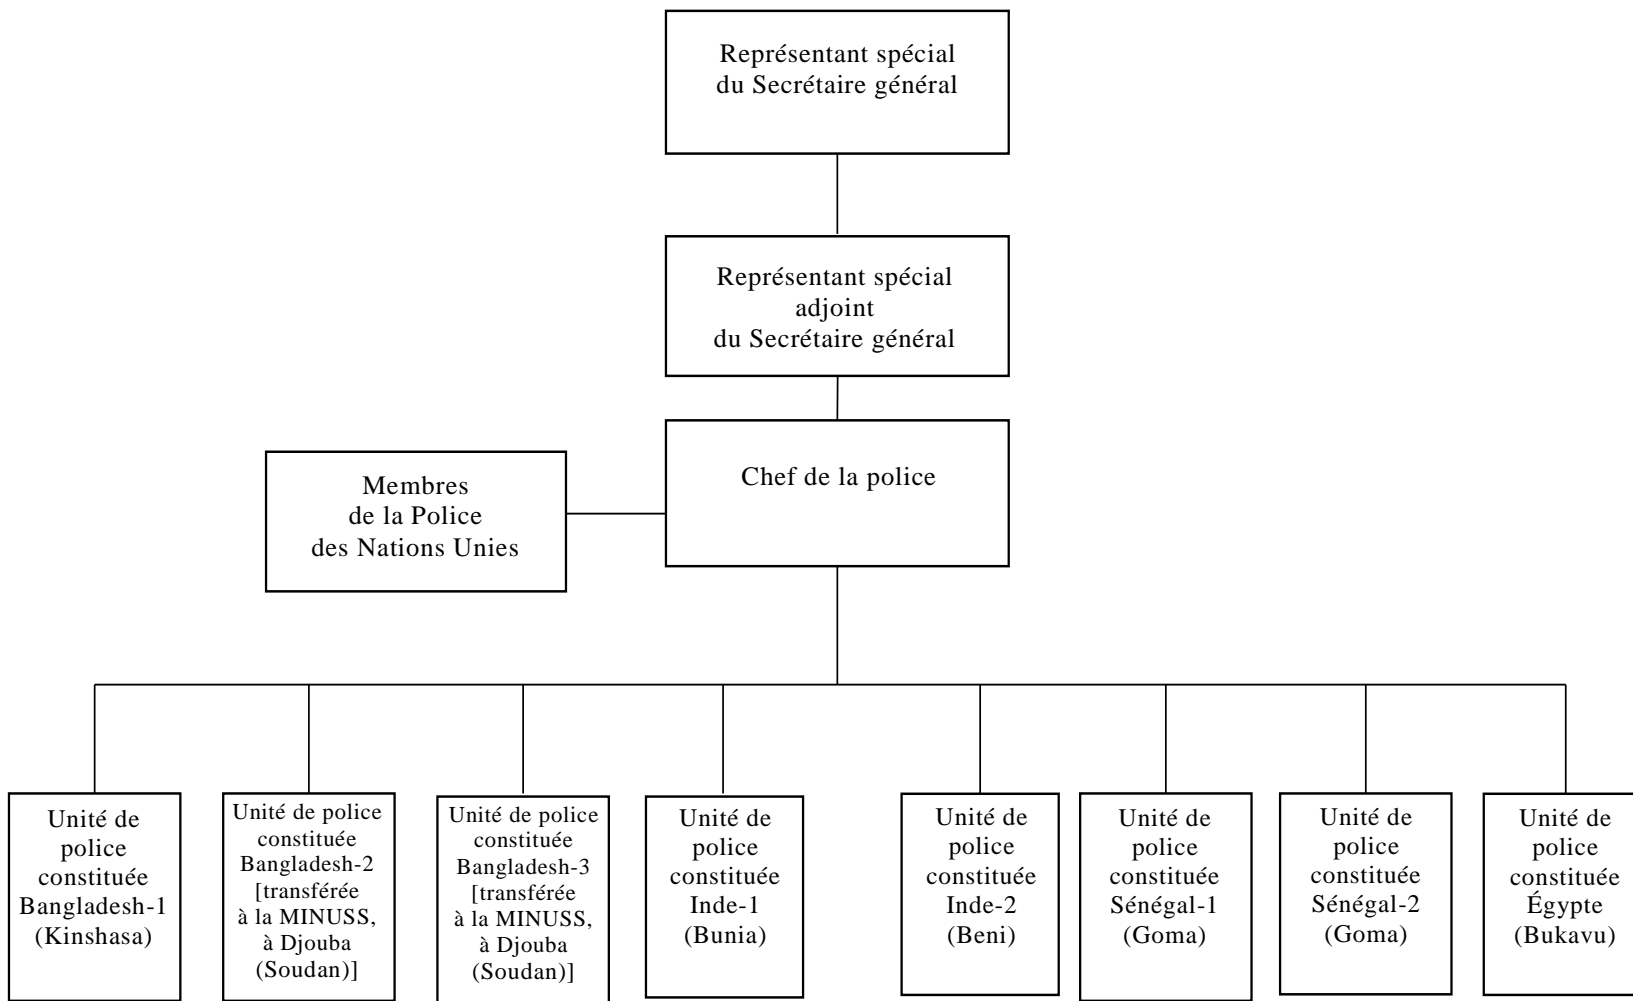 Représentant spécial
du Secrétaire général
Représentant spécial
adjoint
du Secrétaire général
Chef de la police
Membres
de la Police
des Nations Unies
Unité de
police
constituée
Bangladesh-1
(Kinshasa)
Unité de police
constituée
Bangladesh-2
[transférée
à la MINUSS,
à Djouba
(Soudan)]
Unité de police
constituée
Bangladesh-3
[transférée
à la MINUSS,
à Djouba
(Soudan)]
Unité de
police
constituée
Inde-1
(Bunia)
Unité de
police
constituée
Inde-2
(Beni)
Unité de
police
constituée
Sénégal-1
(Goma)
Unité de
police
constituée
Sénégal-2
(Goma)
Unité de
police
constituée
Égypte
(Bukavu)